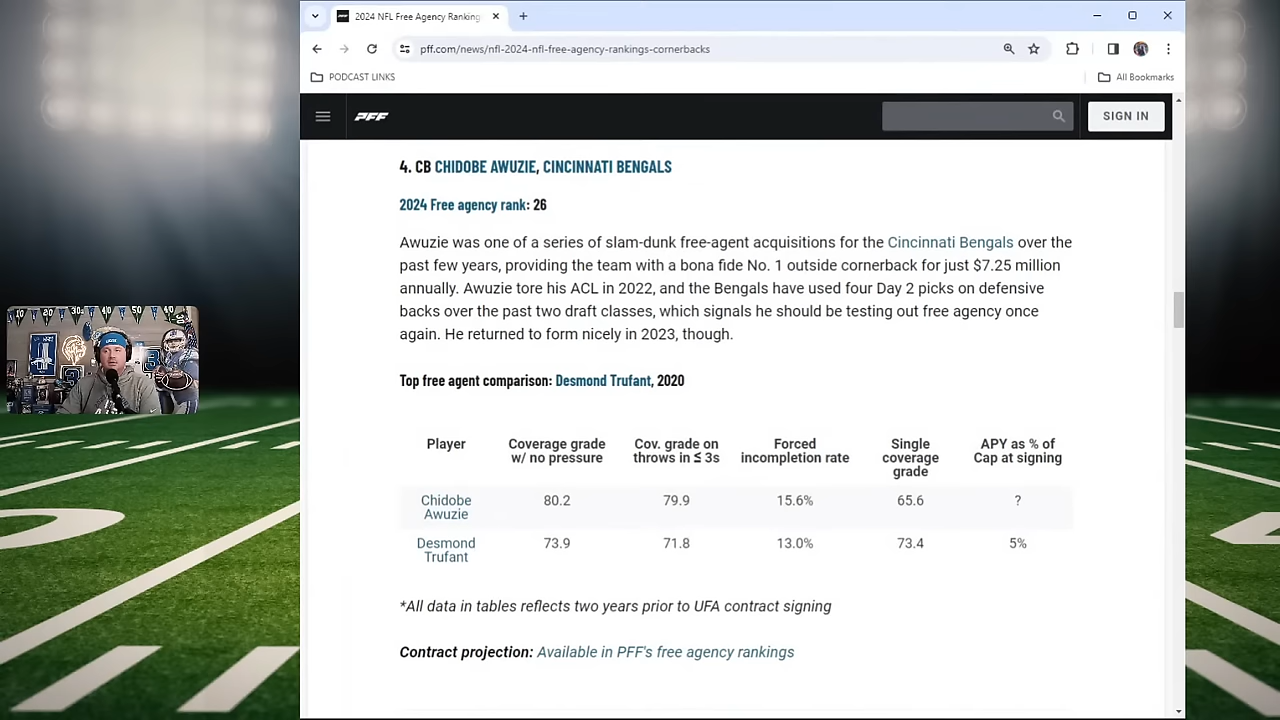 2024 NFL Free Agency Ranking
pff.com/news/nfl-2024-nfl-free-agency-rankings-cornerbacks
PODCAST LINKS
All Bookmarks
PFF
SIGN IN
4. CB CHIDOBE AWUZIE, CINCINNATI BENGALS
2024 Free agency rank: 26
Awuzie was one of a series of slam-dunk free-agent acquisitions for the Cincinnati Bengals over the
past few years, providing the team with a bona fide No. 1 outside cornerback for just $7.25 million
annually. Awuzie tore his ACL in 2022, and the Bengals have used four Day 2 picks on defensive
backs over the past two draft classes, which signals he should be testing out free agency once
again. He returned to form nicely in 2023, though.
Top free agent comparison: Desmond Trufant, 2020
Player Coverage grade w/ no pressure Cov. grade on throws in ≤ 3s Forced incompletion rate Single coverage grade APY as % of Cap at signing
Chidobe Awuzie 80.2 79.9 15.6% 65.6 ?
Desmond Trufant 73.9 71.8 13.0% 73.4 5%
*All data in tables reflects two years prior to UFA contract signing
Contract projection: Available in PFF's free agency rankings